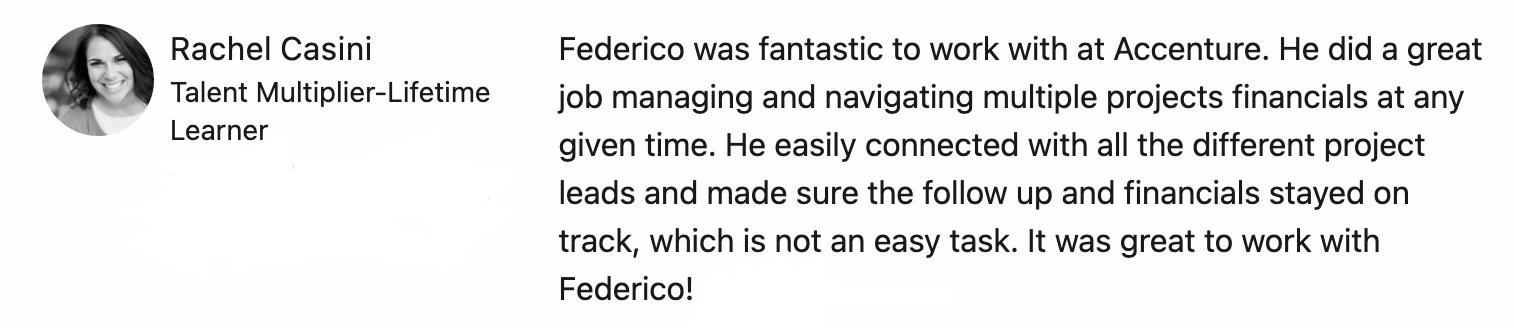 Rachel Casini
Talent Multiplier-Lifetime
Learner
Federico was fantastic to work with at Accenture. He did a great
job managing and navigating multiple projects financials at any
given time. He easily connected with all the different project
leads and made sure the follow up and financials stayed on
track, which is not an easy task. It was great to work with
Federico!